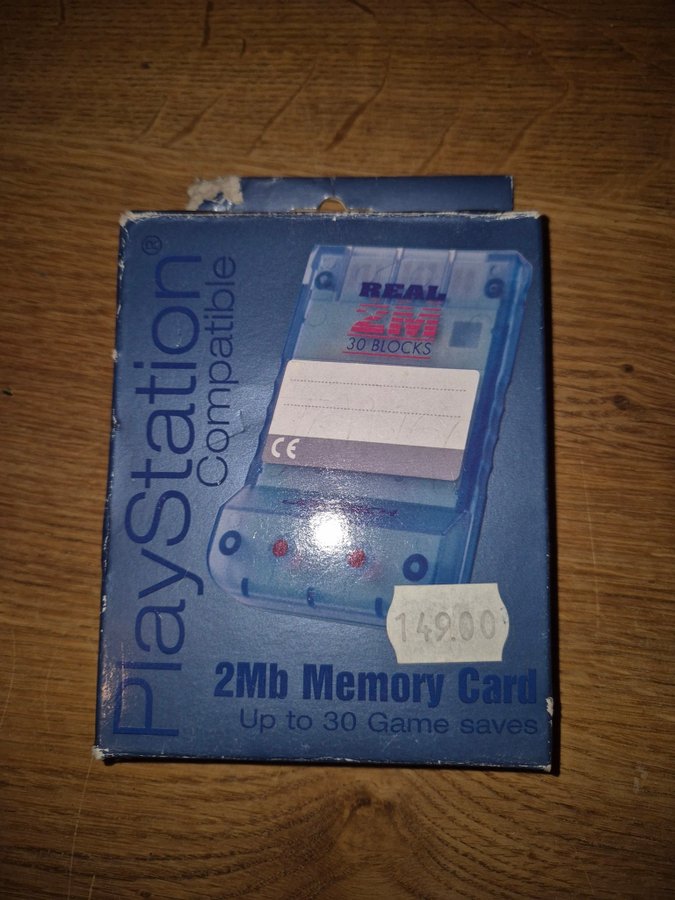 PlayStation®
Compatible
REAL
2M
30 BLOCKS
CE
149.00
2Mb Memory Card
Up to 30 Game saves